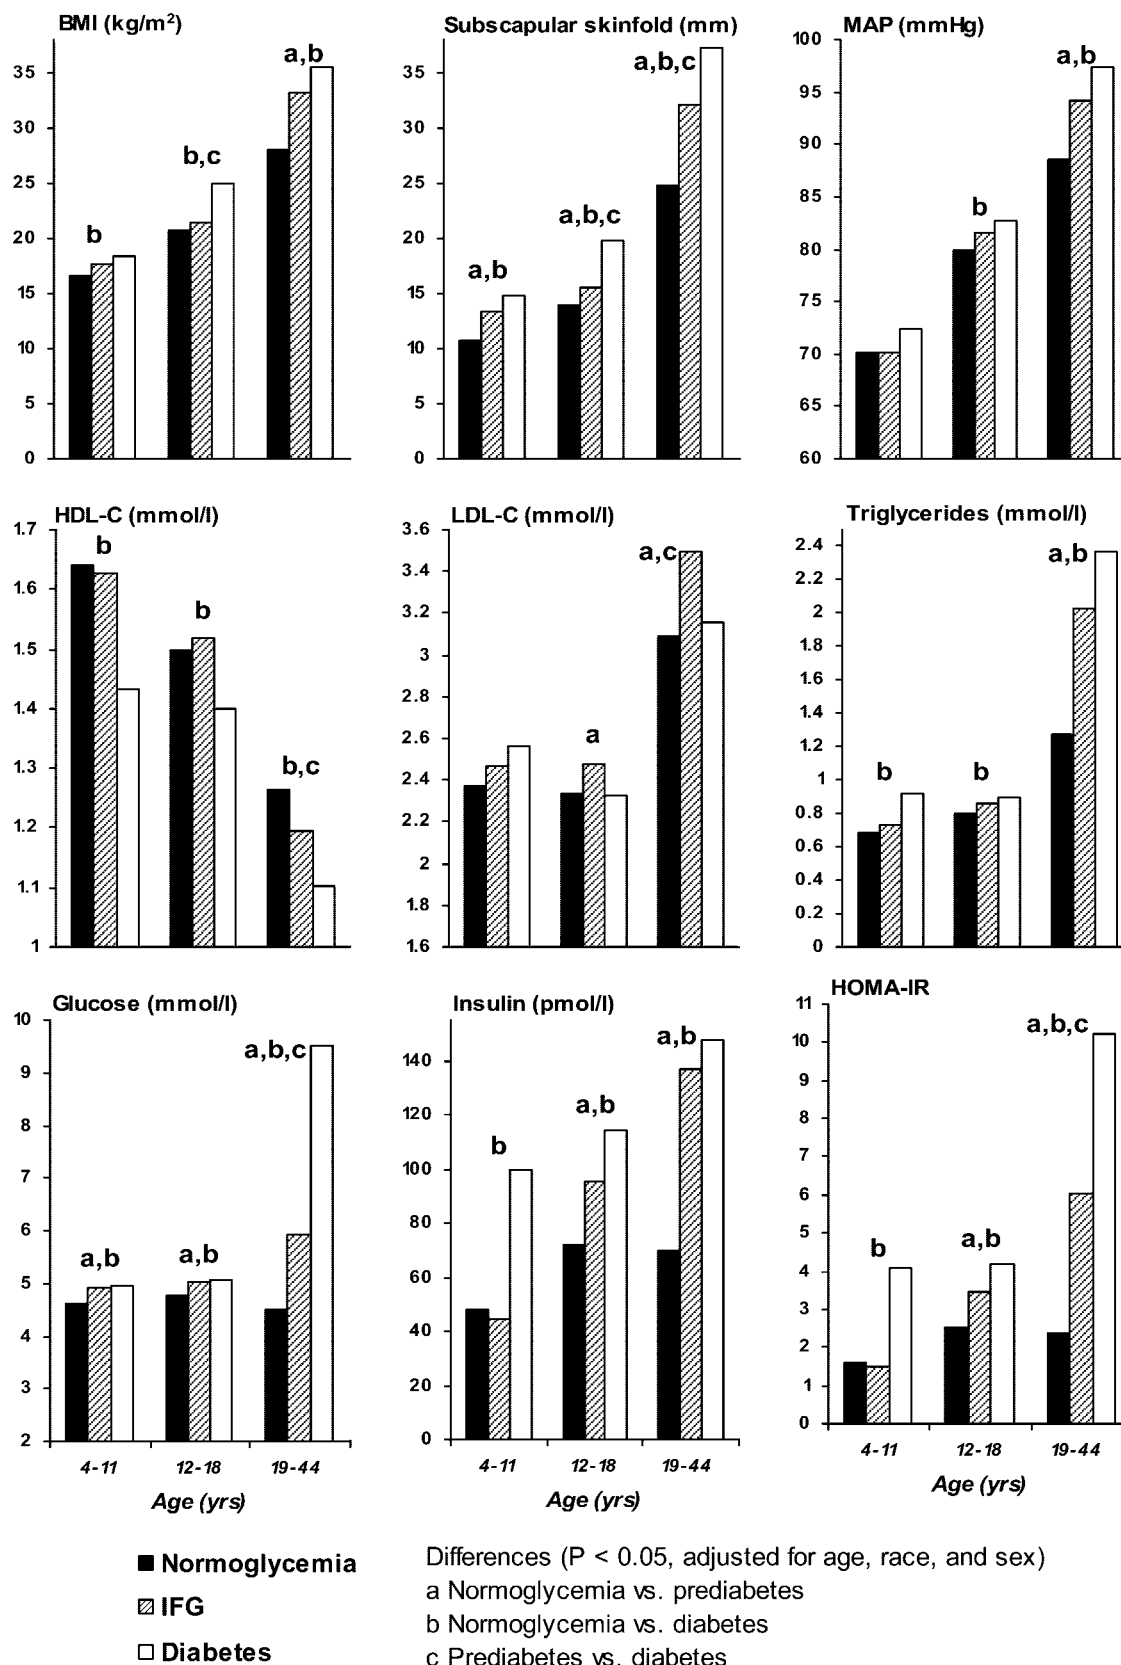 BMI (kg/m²)
35
30
25
20
15
10
5
0
b
b,c
a,b
Subscapular skinfold (mm)
35
30
25
20
15
10
5
0
a,b
a,b,c
a,b,c
MAP (mmHg)
100
95
90
85
80
75
70
65
60
b
a,b
HDL-C (mmol/l)
1.7
1.6
1.5
1.4
1.3
1.2
1.1
1
b
b
b,c
LDL-C (mmol/l)
3.6
3.4
3.2
3
2.8
2.6
2.4
2.2
2
1.8
1.6
a
a,c
Triglycerides (mmol/l)
2.4
2.2
2
1.8
1.6
1.4
1.2
1
0.8
0.6
0.4
0.2
0
b
b
a,b
Glucose (mmol/l)
10
9
8
7
6
5
4
3
2
a,b
a,b
a,b,c
4-11 12-18 19-44
Age (yrs)
Insulin (pmol/l)
140
120
100
80
60
40
20
0
b
a,b
a,b
4-11 12-18 19-44
Age (yrs)
HOMA-IR
11
10
9
8
7
6
5
4
3
2
1
0
b
a,b
a,b,c
4-11 12-18 19-44
Age (yrs)
Normoglycemia
IFG
Diabetes
Differences (P < 0.05, adjusted for age, race, and sex)
a Normoglycemia vs. prediabetes
b Normoglycemia vs. diabetes
c Prediabetes vs. diabetes